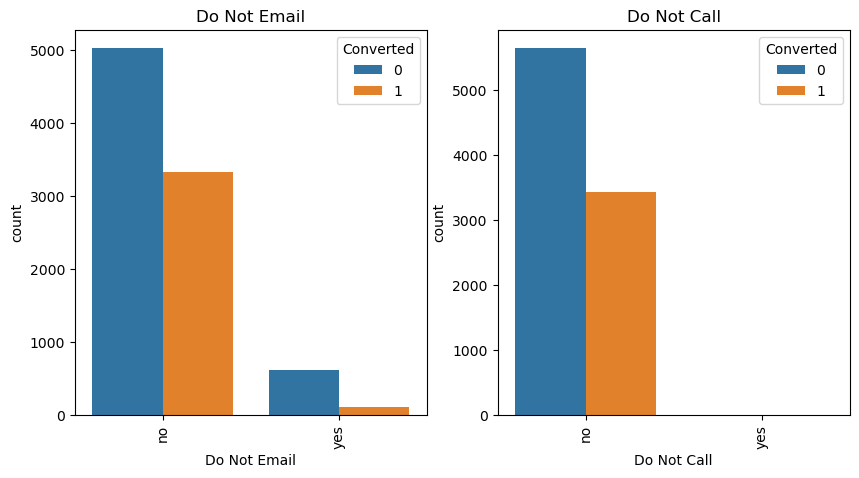 Do Not Email
Converted
0
1
5000
4000
3000
2000
1000
0
count
no
yes
Do Not Email
Do Not Call
Converted
0
1
5000
4000
3000
2000
1000
0
count
no
yes
Do Not Call